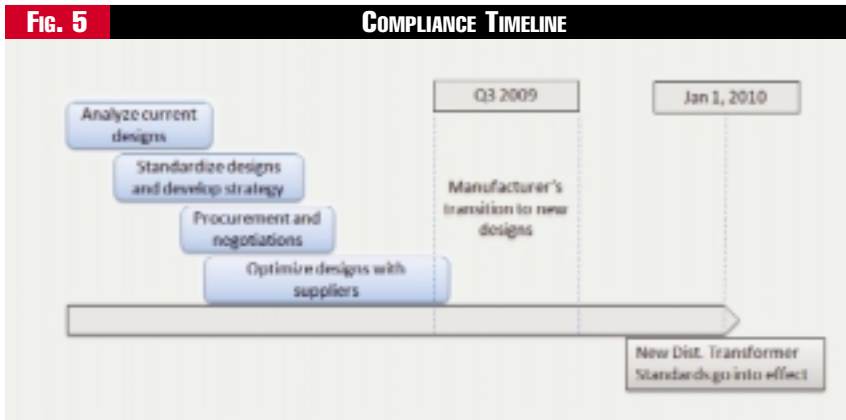 FIG. 5
COMPLIANCE TIMELINE
Q3 2009
Jan 1, 2010
Analyze current
designs
Standardize designs
and develop strategy
Procurement and
negotiations
Optimize designs with
suppliers
Manufacturer's
transition to new
designs
New Dist. Transformer
Standards go into effect